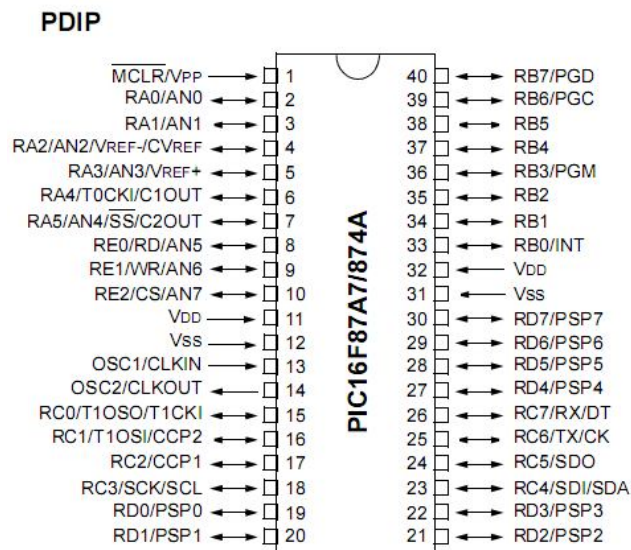 PDIP
MCLR/VPP 1 40 RB7/PGD
RA0/AN0 2 39 RB6/PGC
RA1/AN1 3 38 RB5
RA2/AN2/VREF-/CVREF 4 37 RB4
RA3/AN3/VREF+ 5 36 RB3/PGM
RA4/T0CKI/C1OUT 6 35 RB2
RA5/AN4/SS/C2OUT 7 34 RB1
RE0/RD/AN5 8 33 RB0/INT
RE1/WR/AN6 9 32 VDD
RE2/CS/AN7 10 31 VSS
VDD 11 30 RD7/PSP7
VSS 12 29 RD6/PSP6
OSC1/CLKIN 13 28 RD5/PSP5
OSC2/CLKOUT 14 27 RD4/PSP4
RC0/T1OSO/T1CKI 15 26 RC7/RX/DT
RC1/T1OSI/CCP2 16 25 RC6/TX/CK
RC2/CCP1 17 24 RC5/SDO
RC3/SCK/SCL 18 23 RC4/SDI/SDA
RD0/PSP0 19 22 RD3/PSP3
RD1/PSP1 20 21 RD2/PSP2
PIC16F87A7/874A